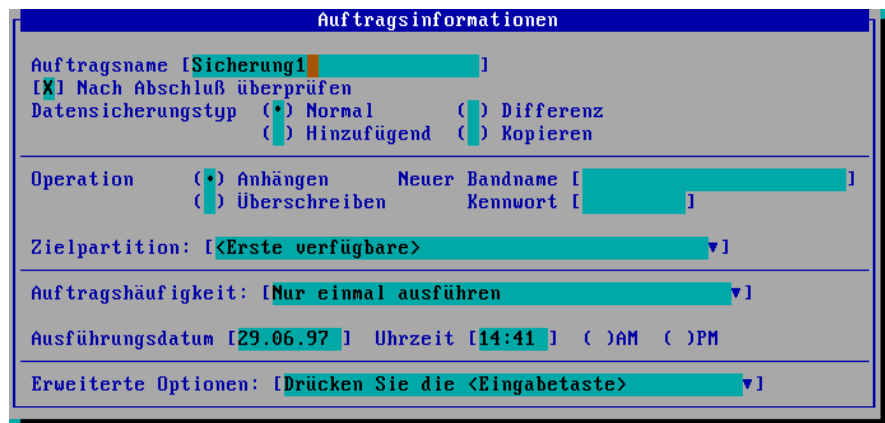 Auftragsinformationen
Auftragsname [Sicherung1 ]
[X] Nach Abschluß überprüfen
Datensicherungstyp (•) Normal ( ) Differenz
( ) Hinzufügend ( ) Kopieren
Operation (•) Anhängen Neuer Bandname [ ]
( ) Überschreiben Kennwort [ ]
Zielpartition: [<Erste verfügbare> ▼]
Auftragshäufigkeit: [Nur einmal ausführen ▼]
Ausführungsdatum [29.06.97 ] Uhrzeit [14:41 ] ( )AM ( )PM
Erweiterte Optionen: [Drücken Sie die <Eingabetaste> ▼]